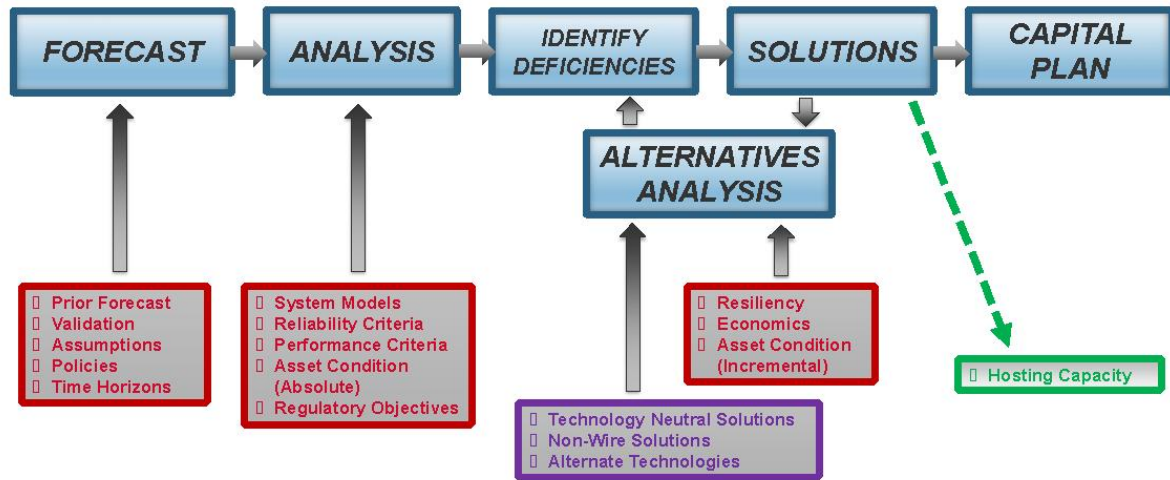 FORECAST
ANALYSIS
IDENTIFY
DEFICIENCIES
SOLUTIONS
CAPITAL
PLAN
ALTERNATIVES
ANALYSIS
Prior Forecast
Validation
Assumptions
Policies
Time Horizons
System Models
Reliability Criteria
Performance Criteria
Asset Condition
(Absolute)
Regulatory Objectives
Resiliency
Economics
Asset Condition
(Incremental)
Hosting Capacity
Technology Neutral Solutions
Non-Wire Solutions
Alternate Technologies